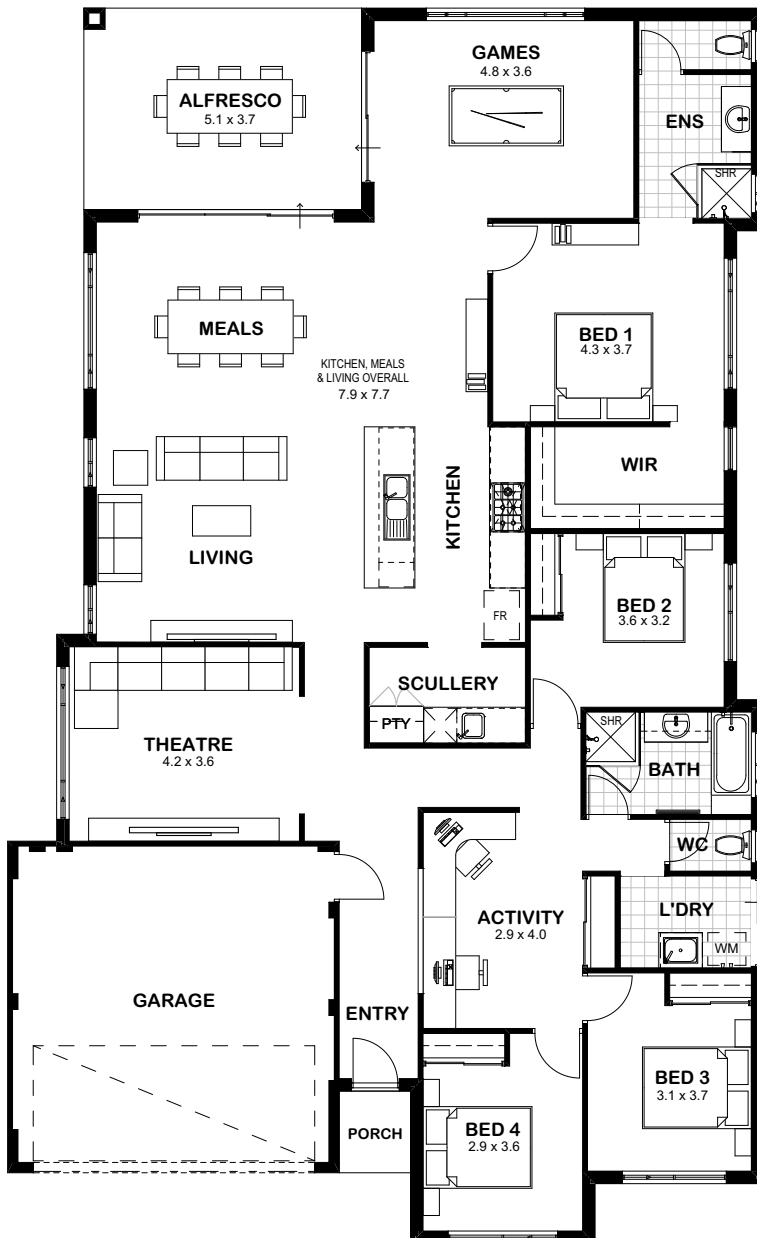 GAMES
4.8 x 3.6
ALFRESCO
5.1 x 3.7
ENS
SHR
MEALS
BED 1
4.3 x 3.7
KITCHEN, MEALS
& LIVING OVERALL
7.9 x 7.7
WIR
KITCHEN
LIVING
FR
BED 2
3.6 x 3.2
SCULLERY
PTY
SHR
THEATRE
4.2 x 3.6
BATH
WC
ACTIVITY
2.9 x 4.0
L'DRY
WM
GARAGE
ENTRY
BED 3
3.1 x 3.7
PORCH
BED 4
2.9 x 3.6